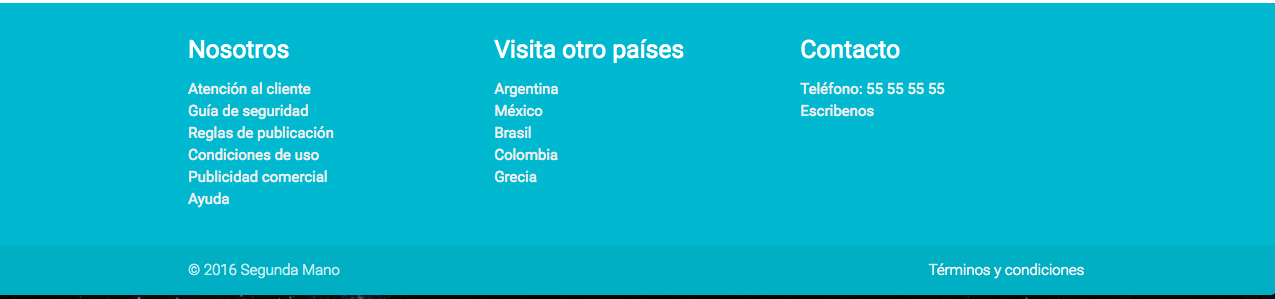 Nosotros
Atención al cliente
Guía de seguridad
Reglas de publicación
Condiciones de uso
Publicidad comercial
Ayuda
Visita otro países
Argentina
México
Brasil
Colombia
Grecia
Contacto
Teléfono: 55 55 55 55
Escribenos
© 2016 Segunda Mano
Términos y condiciones